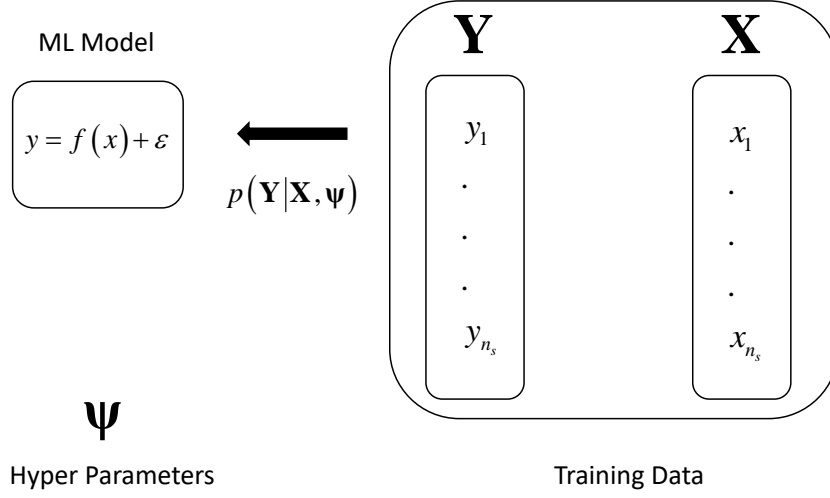 ML Model
y = f(x) + ε
p(Y|X, ψ)
Y
y₁
.
.
.
yₙₛ
X
x₁
.
.
.
xₙₛ
ψ
Hyper Parameters
Training Data